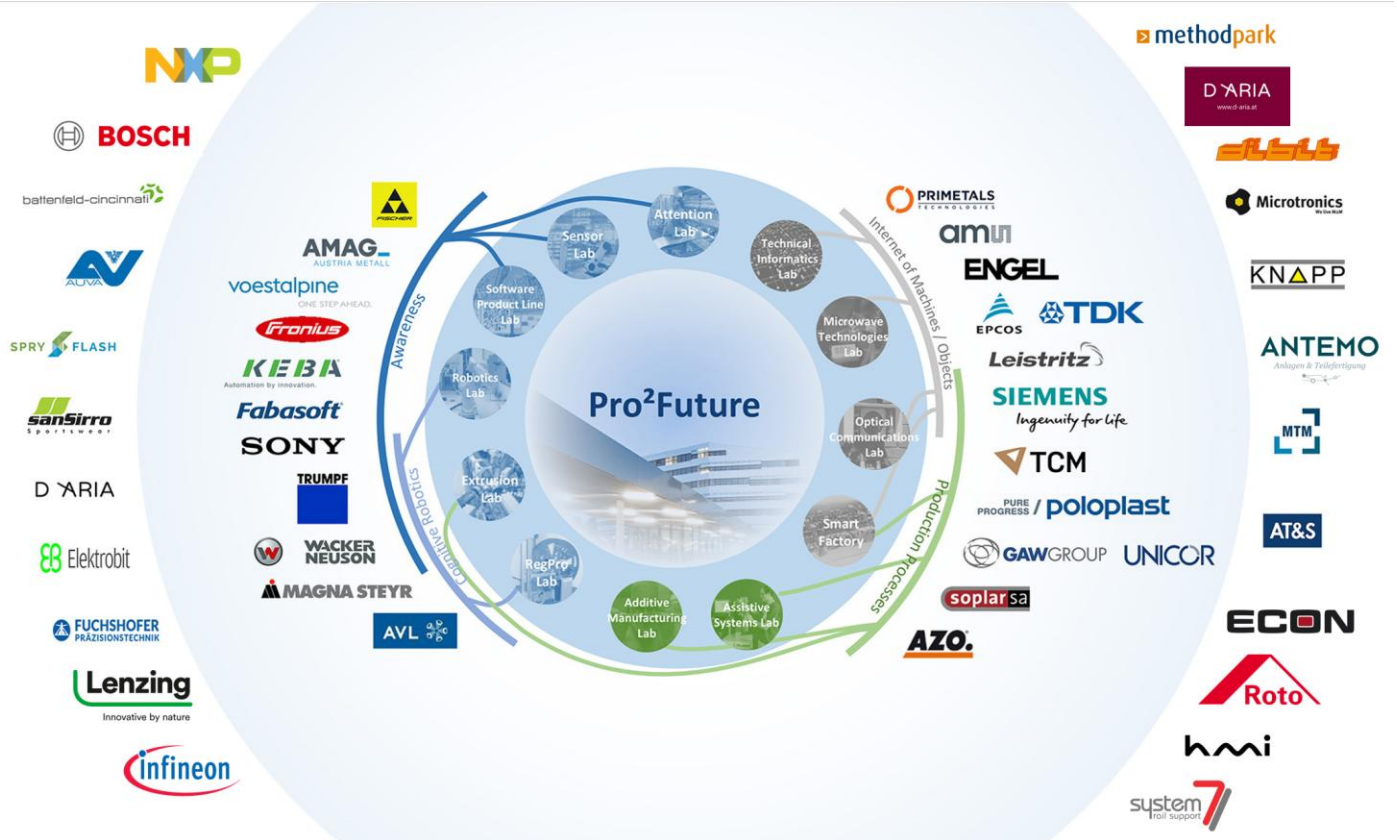 NXP
BOSCH
battenfeld-cincinnati
AUVA
SPRY FLASH
sanSirro
Sportswear
D ARIA
EB Elektrobit
FUCHSHOFER
PRÄZISIONSTECHNIK
Lenzing
Innovative by nature
infineon
FISCHER
AMAG_
AUSTRIA METALL
voestalpine
ONE STEP AHEAD.
Fronius
KEBA
Automation by innovation.
Fabasoft
SONY
TRUMPF
WACKER
NEUSON
MAGNA STEYR
AVL
Awareness
Cognitive Robotics
Attention
Lab
Sensor
Lab
Software
Product Line
Lab
Robotics
Lab
Extrusion
Lab
RegPro
Lab
Additive
Manufacturing
Lab
Assistive
Systems Lab
Smart
Factory
Optical
Communications
Lab
Microwave
Technologies
Lab
Technical
Informatics
Lab
Pro²Future
Internet of Machines / Objects
Production Processes
PRIMETALS
TECHNOLOGIES
ams
ENGEL
EPCOS
TDK
Leistritz
SIEMENS
Ingenuity for life
TCM
PURE
PROGRESS / poloplast
GAWGROUP
UNICOR
soplar sa
AZO.
methodpark
D ARIA
www.d-aria.at
dibit
Microtronics
We live M2M
KNAPP
ANTEMO
Anlagen & Teilefertigung
MTM
AT&S
ECON
Roto
hmi
system 7
rail support